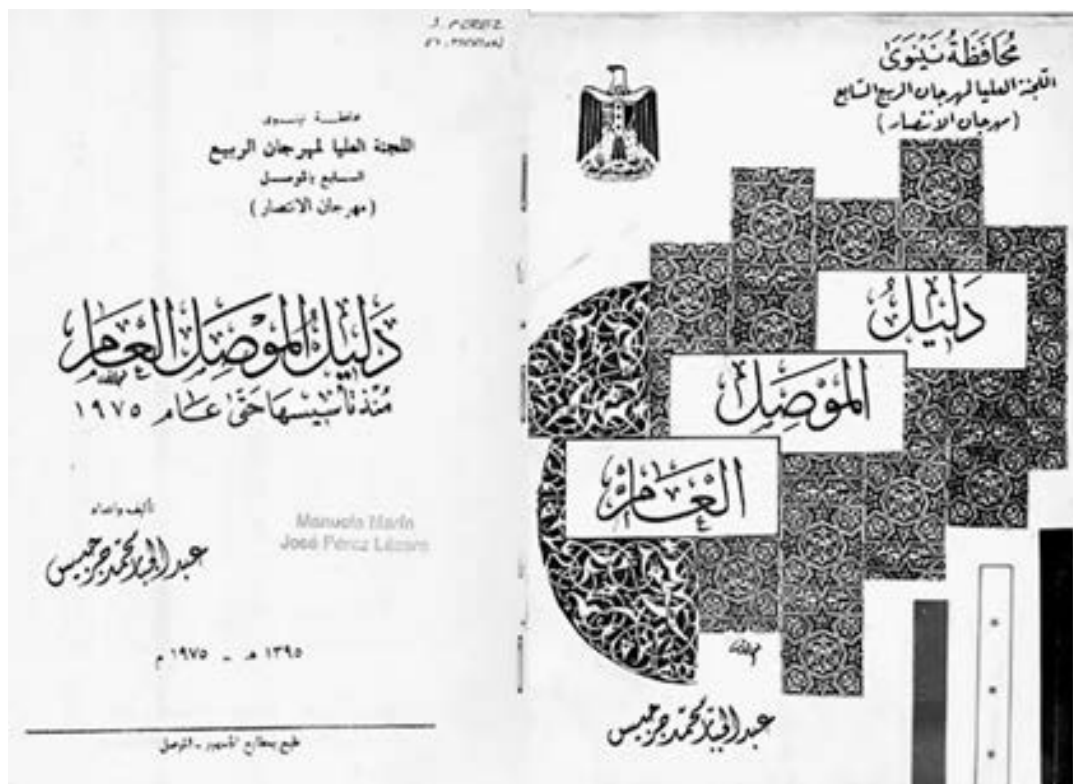 محافظة نينوى
اللجنة العليا لمهرجان الربيع السابع
(مهرجان الانتصار)
دليل
الموصل
العام
عبد الجبار محمد جرجيس
محافظة نينوى
اللجنة العليا لمهرجان الربيع
السابع بالموصل
(مهرجان الانتصار)
دليل الموصل العام
منذ تأسيسها حتى عام ١٩٧٥
تأليف واعداد
عبد الجبار محمد جرجيس
Manuela Marín
José Pérez Lázaro
١٣٩٥ هـ - ١٩٧٥ م
طبع بمطابع الجمهور - الموصل